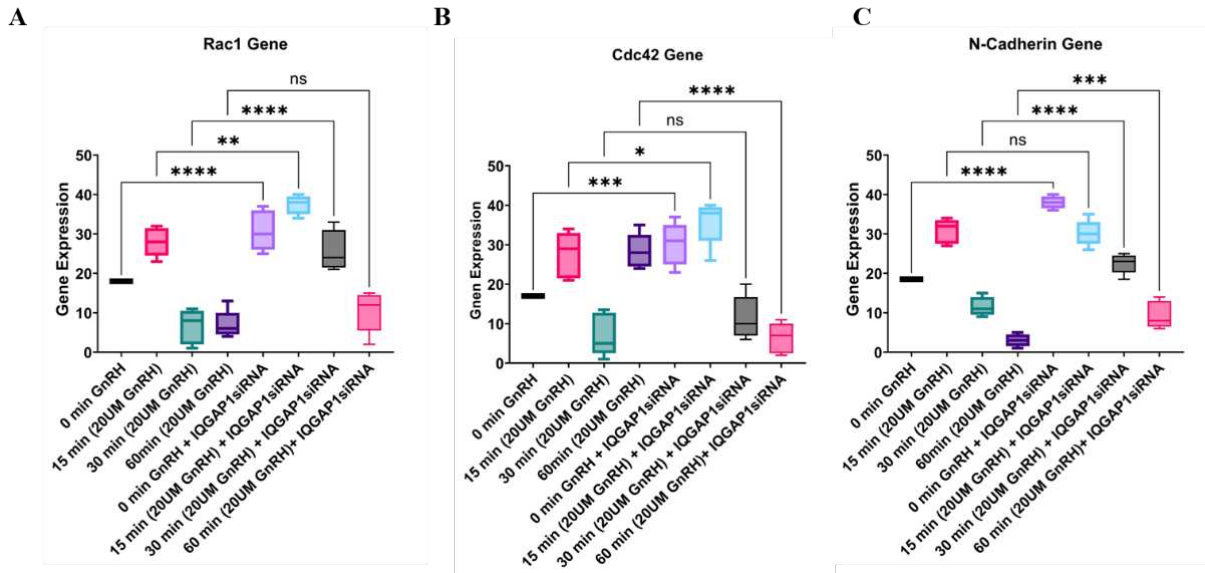 A
Rac1 Gene
ns
****
**
****
Gene Expression
50
40
30
20
10
0
0 min GnRH
15 min (20UM GnRH)
30 min (20UM GnRH)
60min (20UM GnRH)
0 min GnRH + IQGAP1siRNA
15 min (20UM GnRH) + IQGAP1siRNA
30 min (20UM GnRH) + IQGAP1siRNA
60 min (20UM GnRH)+ IQGAP1siRNA
B
Cdc42 Gene
****
ns
*
***
Gnen Expression
50
40
30
20
10
0
0 min GnRH
15 min (20UM GnRH)
30 min (20UM GnRH)
60min (20UM GnRH)
0 min GnRH + IQGAP1siRNA
15 min (20UM GnRH) + IQGAP1siRNA
30 min (20UM GnRH) + IQGAP1siRNA
60 min (20UM GnRH)+ IQGAP1siRNA
C
N-Cadherin Gene
***
****
ns
****
Gene Expression
50
40
30
20
10
0
0 min GnRH
15 min (20UM GnRH)
30 min (20UM GnRH)
60min (20UM GnRH)
0 min GnRH + IQGAP1siRNA
15 min (20UM GnRH) + IQGAP1siRNA
30 min (20UM GnRH) + IQGAP1siRNA
60 min (20UM GnRH)+ IQGAP1siRNA